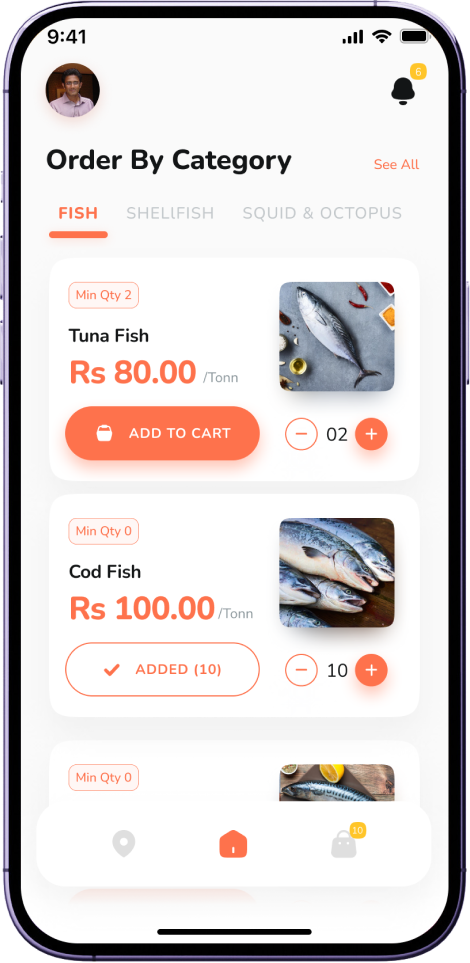 9:41
6
Order By Category
See All
FISH SHELlFISH SQUID & OCTOPUS
Min Qty 2
Tuna Fish
Rs 80.00 /Tonn
ADD TO CART
02
Min Qty 0
Cod Fish
Rs 100.00 /Tonn
ADDED (10)
10
Min Qty 0
10